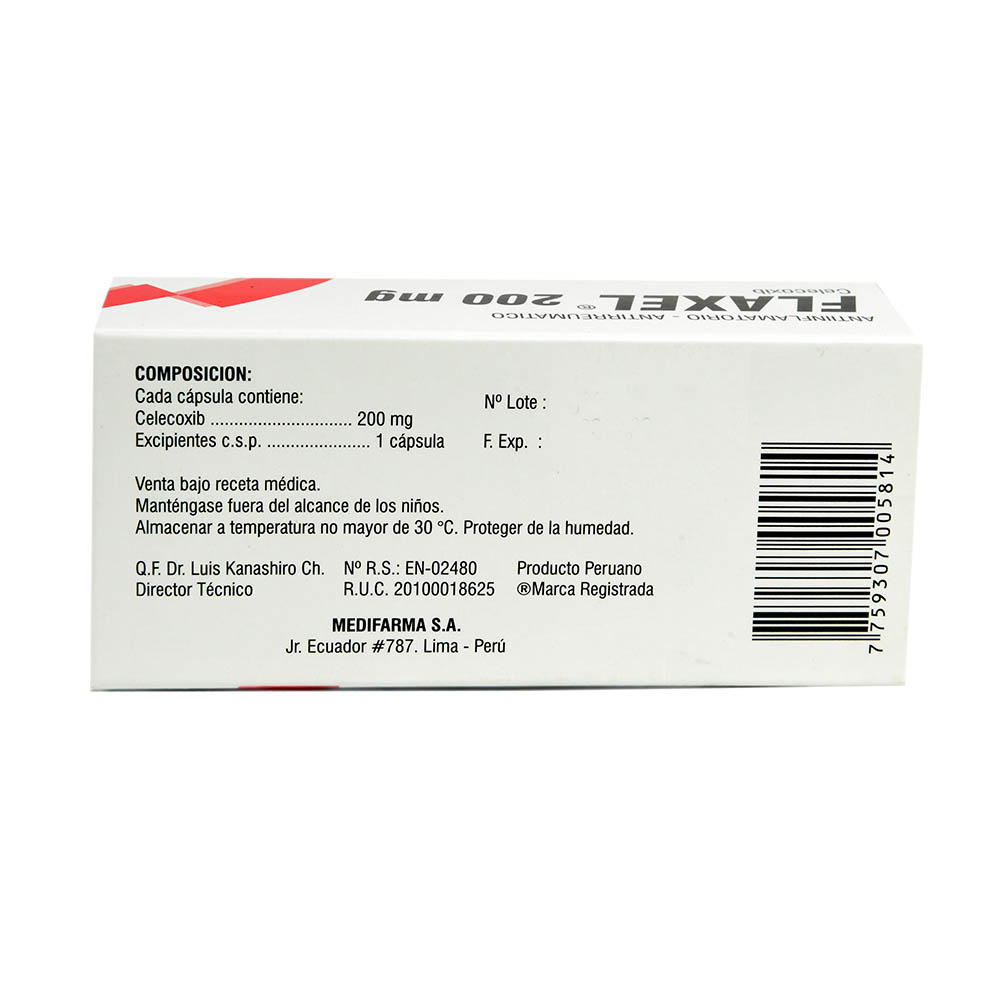 ANTIINFLAMATORIO - ANTIRREUMATICO
FLAXEL® 200 mg
Celecoxib
COMPOSICION:
Cada cápsula contiene:
Celecoxib .............................. 200 mg
Excipientes c.s.p. ...................... 1 cápsula
Nº Lote :
F. Exp. :
Venta bajo receta médica.
Manténgase fuera del alcance de los niños.
Almacenar a temperatura no mayor de 30 °C. Proteger de la humedad.
Q.F. Dr. Luis Kanashiro Ch.
Director Técnico
Nº R.S.: EN-02480
R.U.C. 20100018625
Producto Peruano
®Marca Registrada
MEDIFARMA S.A.
Jr. Ecuador #787. Lima - Perú
7 759307 005814